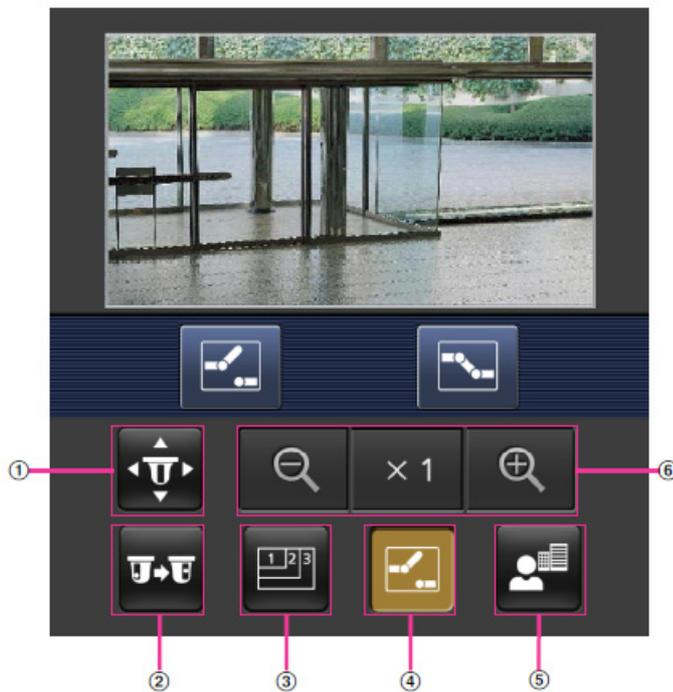 ① × 1 ⑥
1 2 3
② ③ ④ ⑤